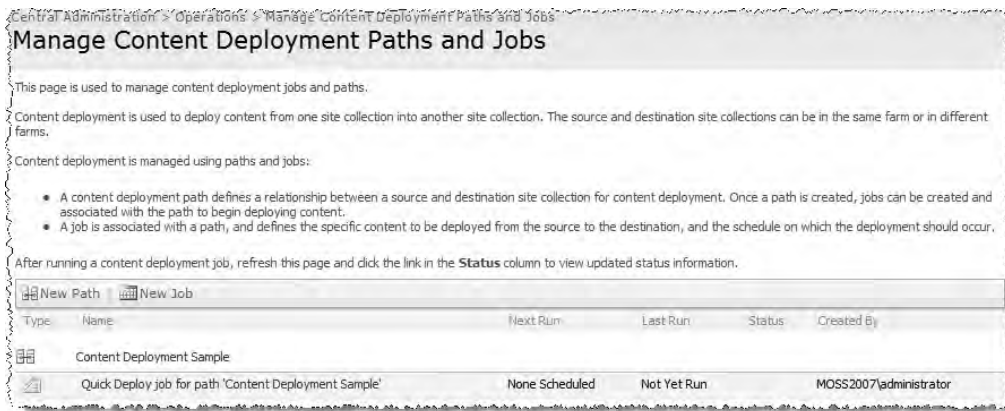 Central Administration > Operations > Manage Content Deployment Paths and Jobs
Manage Content Deployment Paths and Jobs
This page is used to manage content deployment jobs and paths.
Content deployment is used to deploy content from one site collection into another site collection. The source and destination site collections can be in the same farm or in different
farms.
Content deployment is managed using paths and jobs:
• A content deployment path defines a relationship between a source and destination site collection for content deployment. Once a path is created, jobs can be created and
associated with the path to begin deploying content.
• A job is associated with a path, and defines the specific content to be deployed from the source to the destination, and the schedule on which the deployment should occur.
After running a content deployment job, refresh this page and click the link in the Status column to view updated status information.
New Path | New Job
Type Name Next Run Last Run Status Created By
Content Deployment Sample
Quick Deploy job for path 'Content Deployment Sample' None Scheduled Not Yet Run MOSS2007\administrator